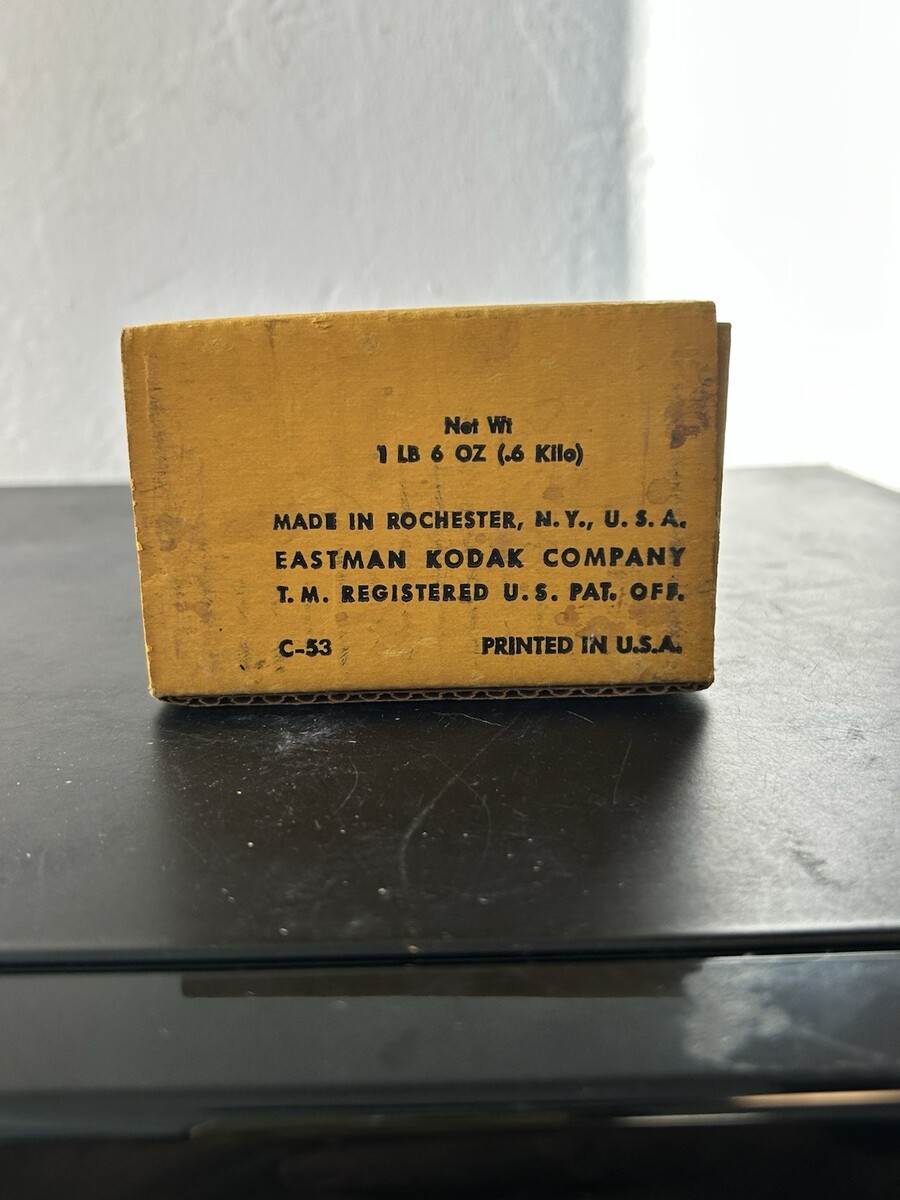 Net Wt
1 LB 6 OZ (.6 Kilo)
MADE IN ROCHESTER, N.Y., U.S.A.
EASTMAN KODAK COMPANY
T.M. REGISTERED U.S. PAT. OFF.
C-53 PRINTED IN U.S.A.